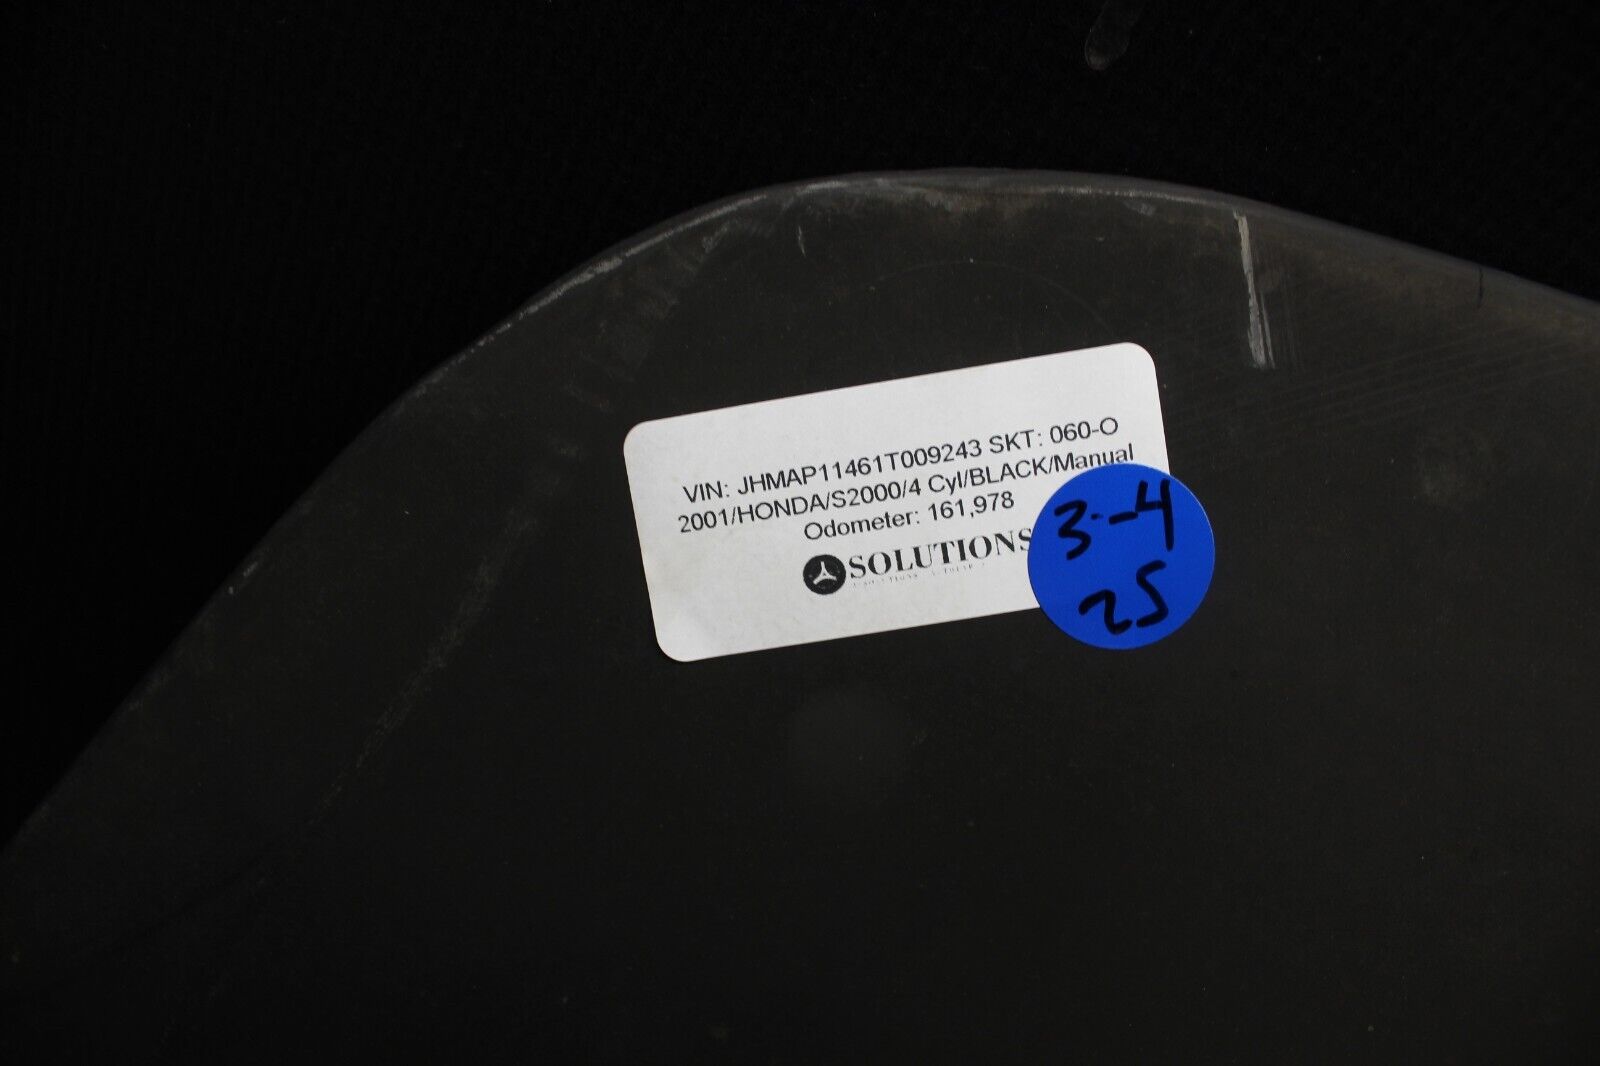 VIN: JHMAP11461T009243 SKT: 060-O
2001/HONDA/S2000/4 Cyl/BLACK/Manual
Odometer: 161,978
SOLUTIONS
3-4
25